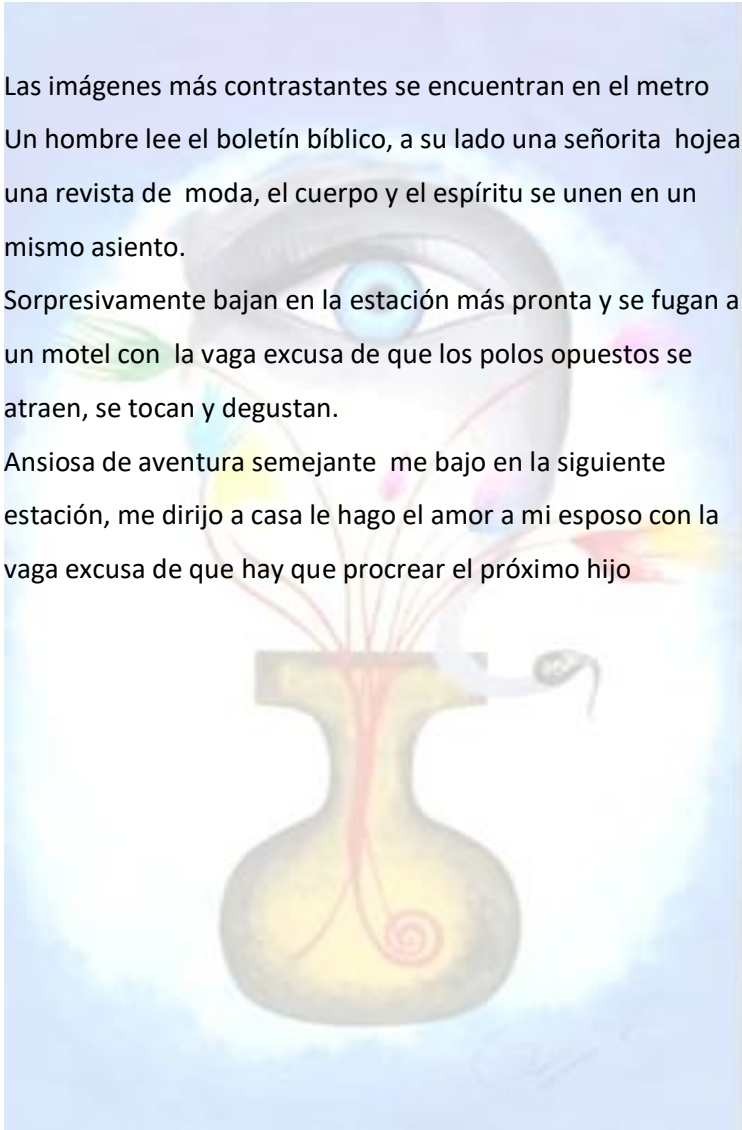 Las imágenes más contrastantes se encuentran en el metro
Un hombre lee el boletín bíblico, a su lado una señorita  hojea
una revista de  moda, el cuerpo y el espíritu se unen en un
mismo asiento.
Sorpresivamente bajan en la estación más pronta y se fugan a
un motel con  la vaga excusa de que los polos opuestos se
atraen, se tocan y degustan.
Ansiosa de aventura semejante  me bajo en la siguiente
estación, me dirijo a casa le hago el amor a mi esposo con la
vaga excusa de que hay que procrear el próximo hijo